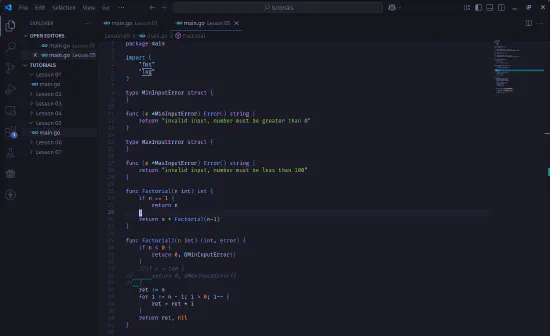 File Edit Selection View Go ...
tutorials
EXPLORER
main.go Lesson 01
main.go Lesson 05
OPEN EDITORS
main.go Lesson 01
main.go Lesson 05
TUTORIALS
Lesson 01
main.go
Lesson 02
Lesson 03
Lesson 04
Lesson 05
main.go
Lesson 06
Lesson 07
Lesson 05 > main.go > Factorial
package main
import (
"fmt"
"log"
)
type MinInputError struct {
}
func (e *MinInputError) Error() string {
return "invalid input, number must be greater than 0"
}
type MaxInputError struct {
}
func (e *MaxInputError) Error() string {
return "invalid input, number must be less than 100"
}
func Factorial(n int) int {
if n == 1 {
return n
}
return n * Factorial(n-1)
}
func Factorial2(n int) (int, error) {
if n < 0 {
return 0, &MinInputError{}
}
//if n > 100 {
// return 0, &MaxInputError{}
//}
ret := n
for i := n - 1; i > 0; i-- {
ret = ret * i
}
return ret, nil
}